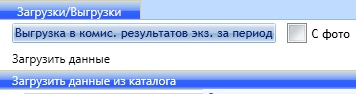 Загрузки/Выгрузки
Выгрузка в комис. результатов экз. за период С фото
Загрузить данные
Загрузить данные из каталога